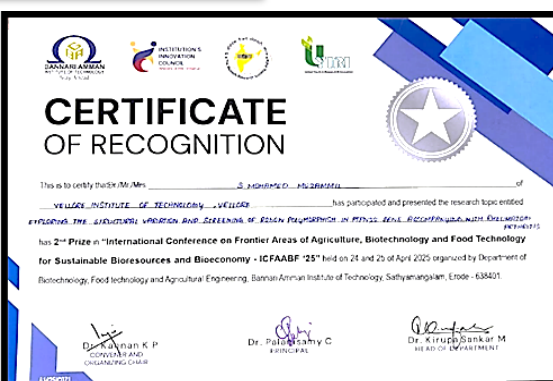 BANNARI AMMAN
INSTITUTE OF TECHNOLOGY
Stay Ahead
INSTITUTION'S
INNOVATION
COUNCIL
CERTIFICATE
OF RECOGNITION
This is to certify that Dr./Mr./Mrs. S MOHAMED MUZAMMIL of
VELLORE INSTITUTE OF TECHNOLOGY, VELLORE has participated and presented the research topic entitled
EXPLORING THE STRUCTURAL VARIATION AND SCREENING OF POLYMORPHISM IN PTPN22 GENE WITH RHEUMATOID
ARTHRITIS
has 2nd Prize in "International Conference on Frontier Areas of Agriculture, Biotechnology and Food Technology
for Sustainable Bioresources and Bioeconomy - ICFAABF '25" held on 24 and 25 of April 2025 organized by Department of
Biotechnology, Food technology and Agricultural Engineering, Bannari Amman Institute of Technology, Sathyamangalam, Erode - 638401.
Dr. Kannan K P
CONVENER AND
ORGANIZING CHAIR
Dr. Palanisamy C
PRINCIPAL
Dr. Kirupa Sankar M
HEAD OF DEPARTMENT